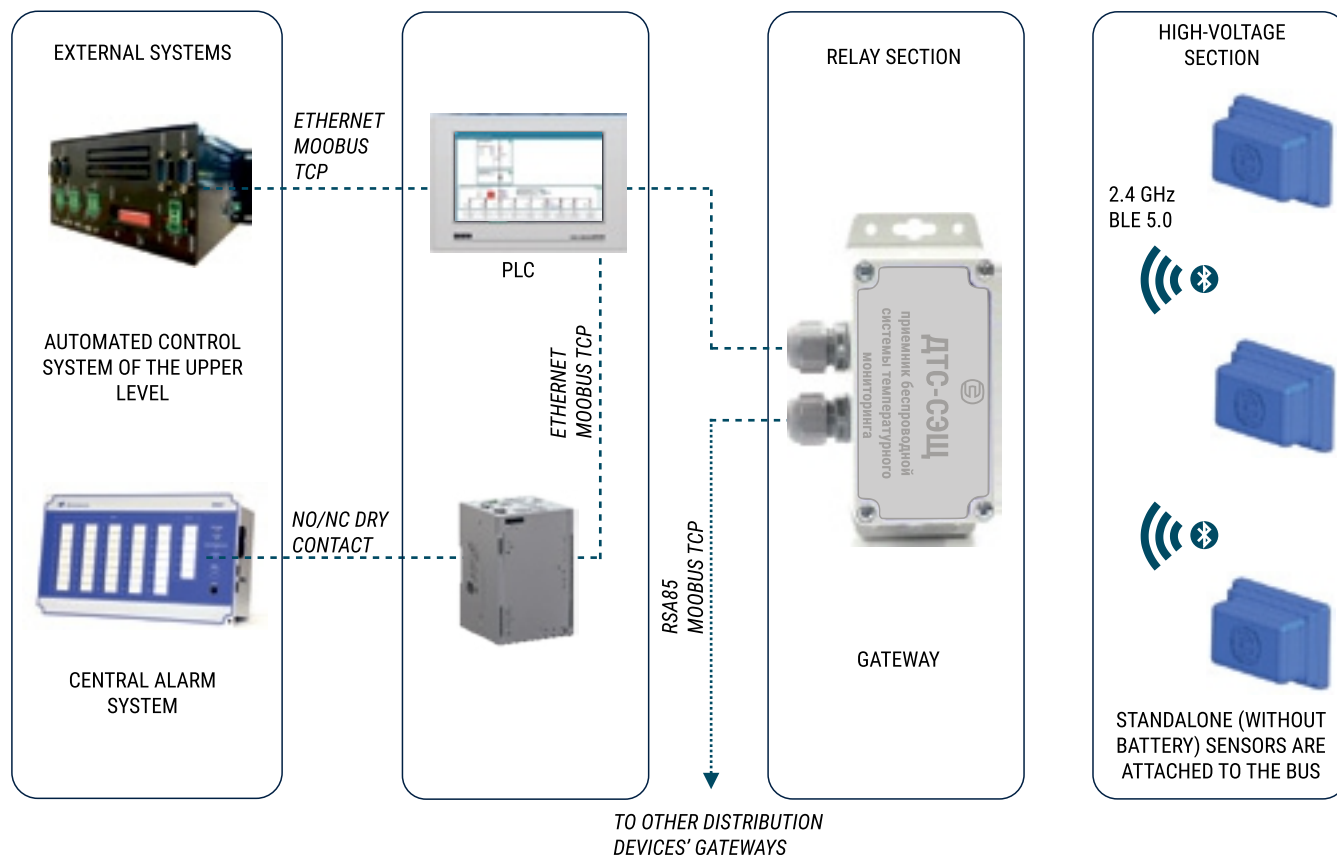 EXTERNAL SYSTEMS
AUTOMATED CONTROL
SYSTEM OF THE UPPER
LEVEL
CENTRAL ALARM
SYSTEM
ETHERNET
MOOBUS
TCP
NO/NC DRY
CONTACT
PLC
ETHERNET
MOOBUS TCP
RSA85
MOOBUS TCP
TO OTHER DISTRIBUTION
DEVICES' GATEWAYS
RELAY SECTION
ДТС-СЭЩ
приемник беспроводной
системы температурного
мониторинга
GATEWAY
HIGH-VOLTAGE
SECTION
2.4 GHz
BLE 5.0
STANDALONE (WITHOUT
BATTERY) SENSORS ARE
ATTACHED TO THE BUS